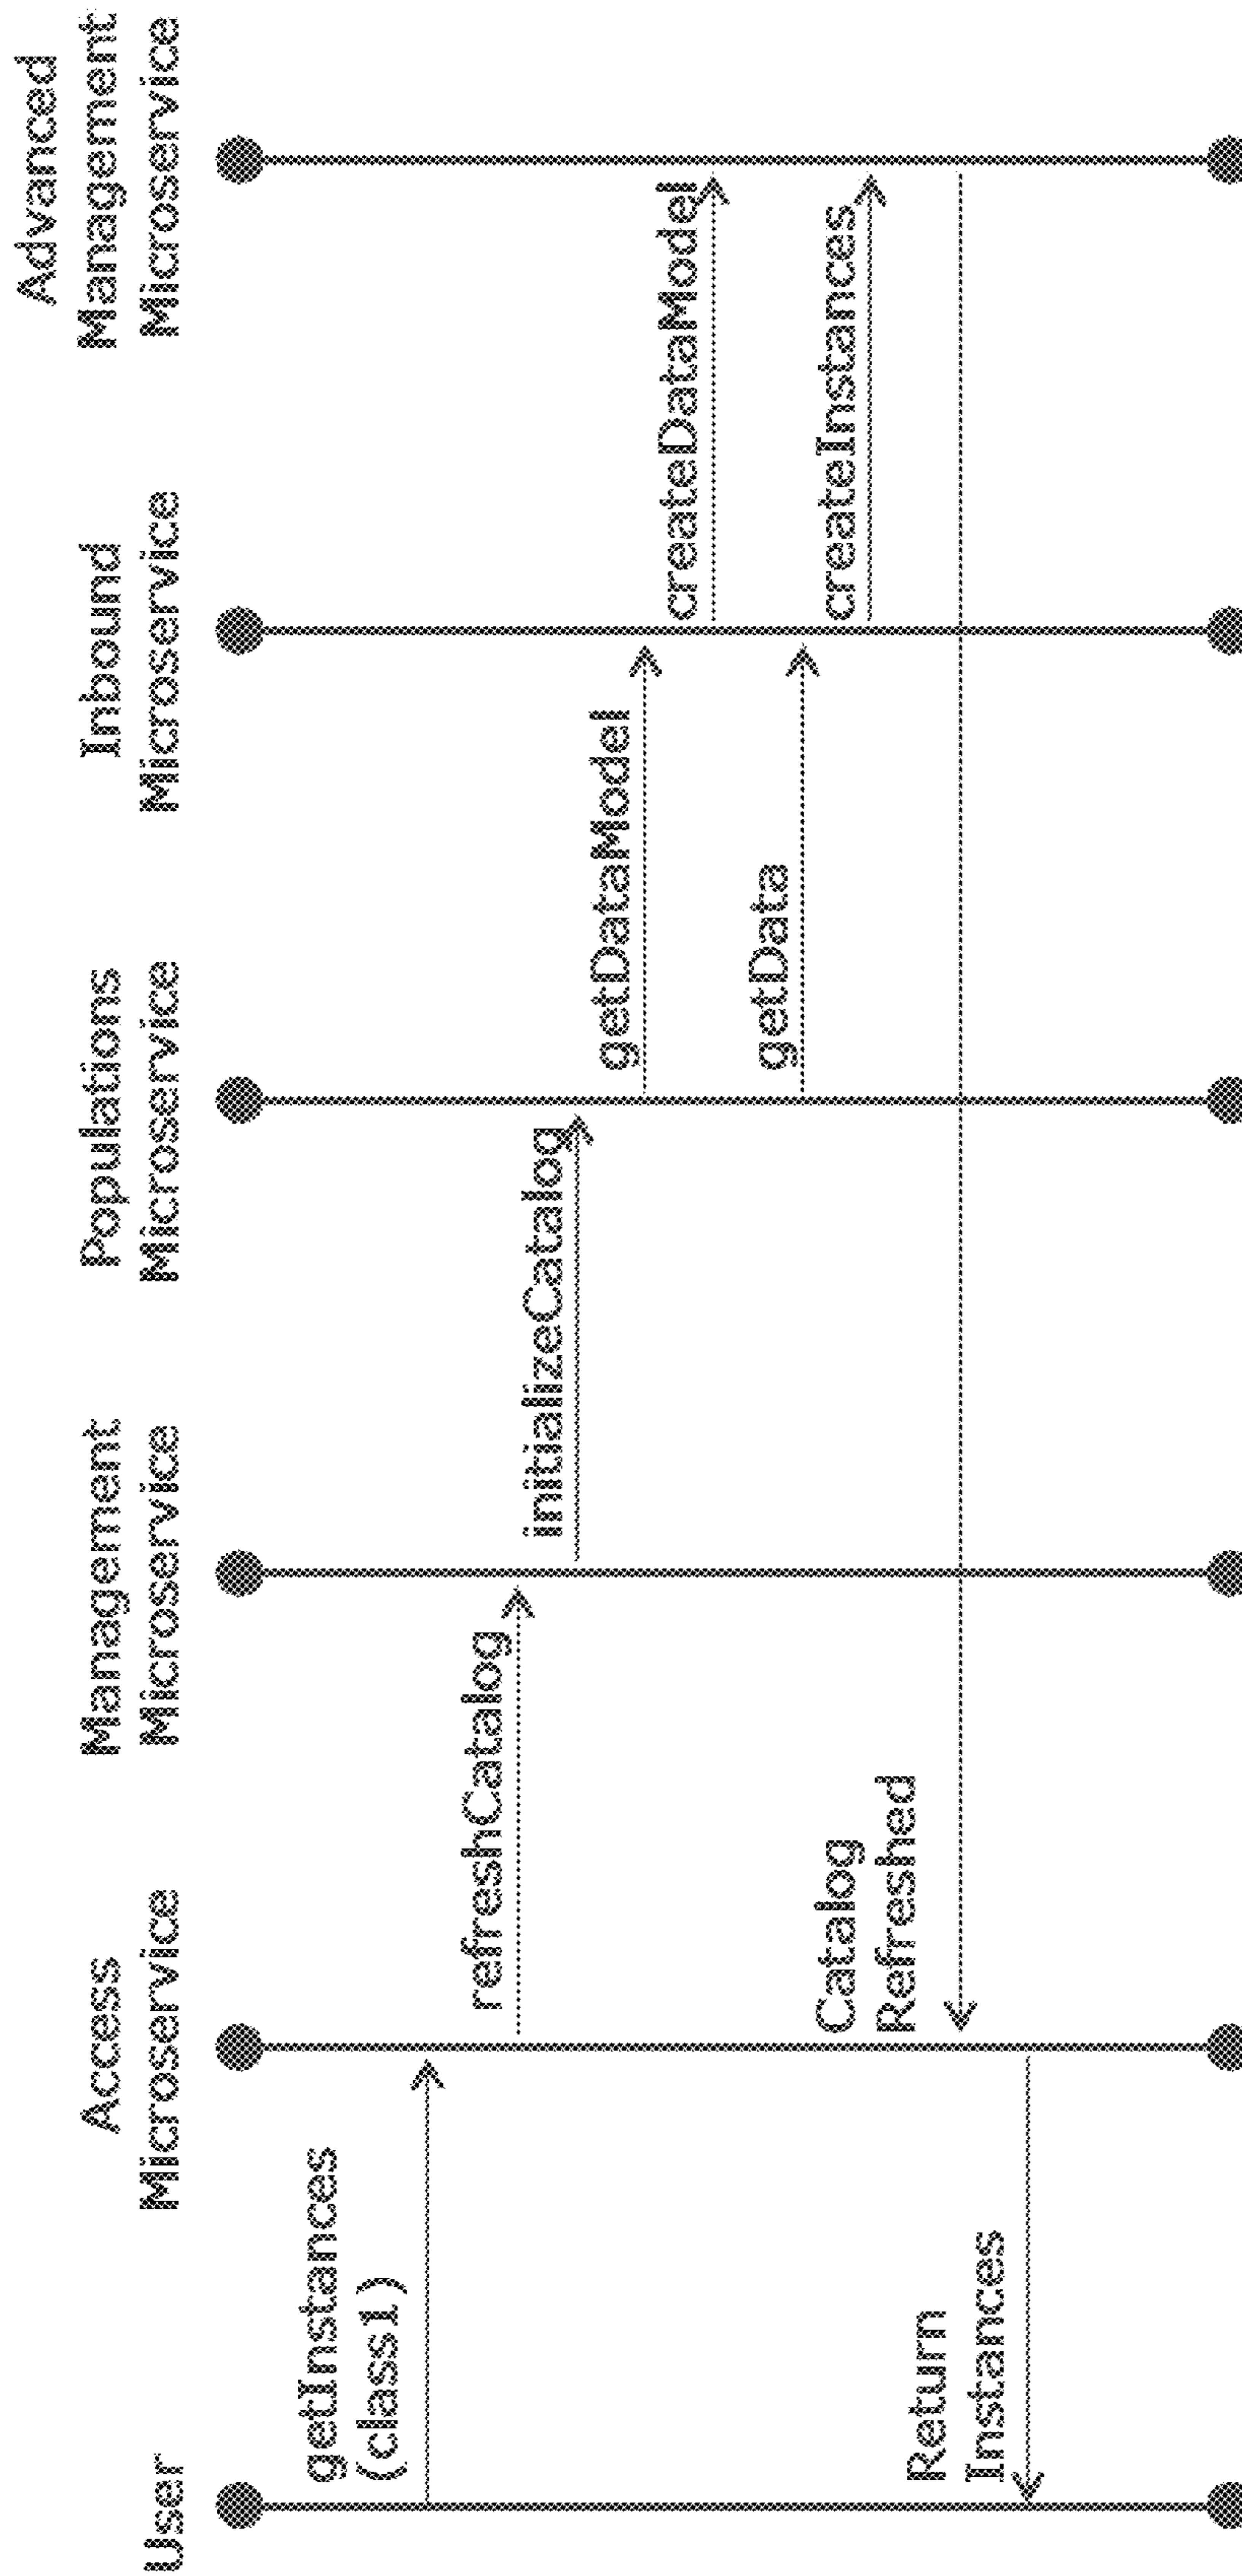 User
Access
Microservice
Management
Microservice
Populations
Microservice
Inbound
Microservice
Advanced
Management
Microservice
getInstances
(class1)
refreshCatalog
initializeCatalog
getDataModel
createDataModel
getData
createInstances
Catalog
Refreshed
Return
Instances